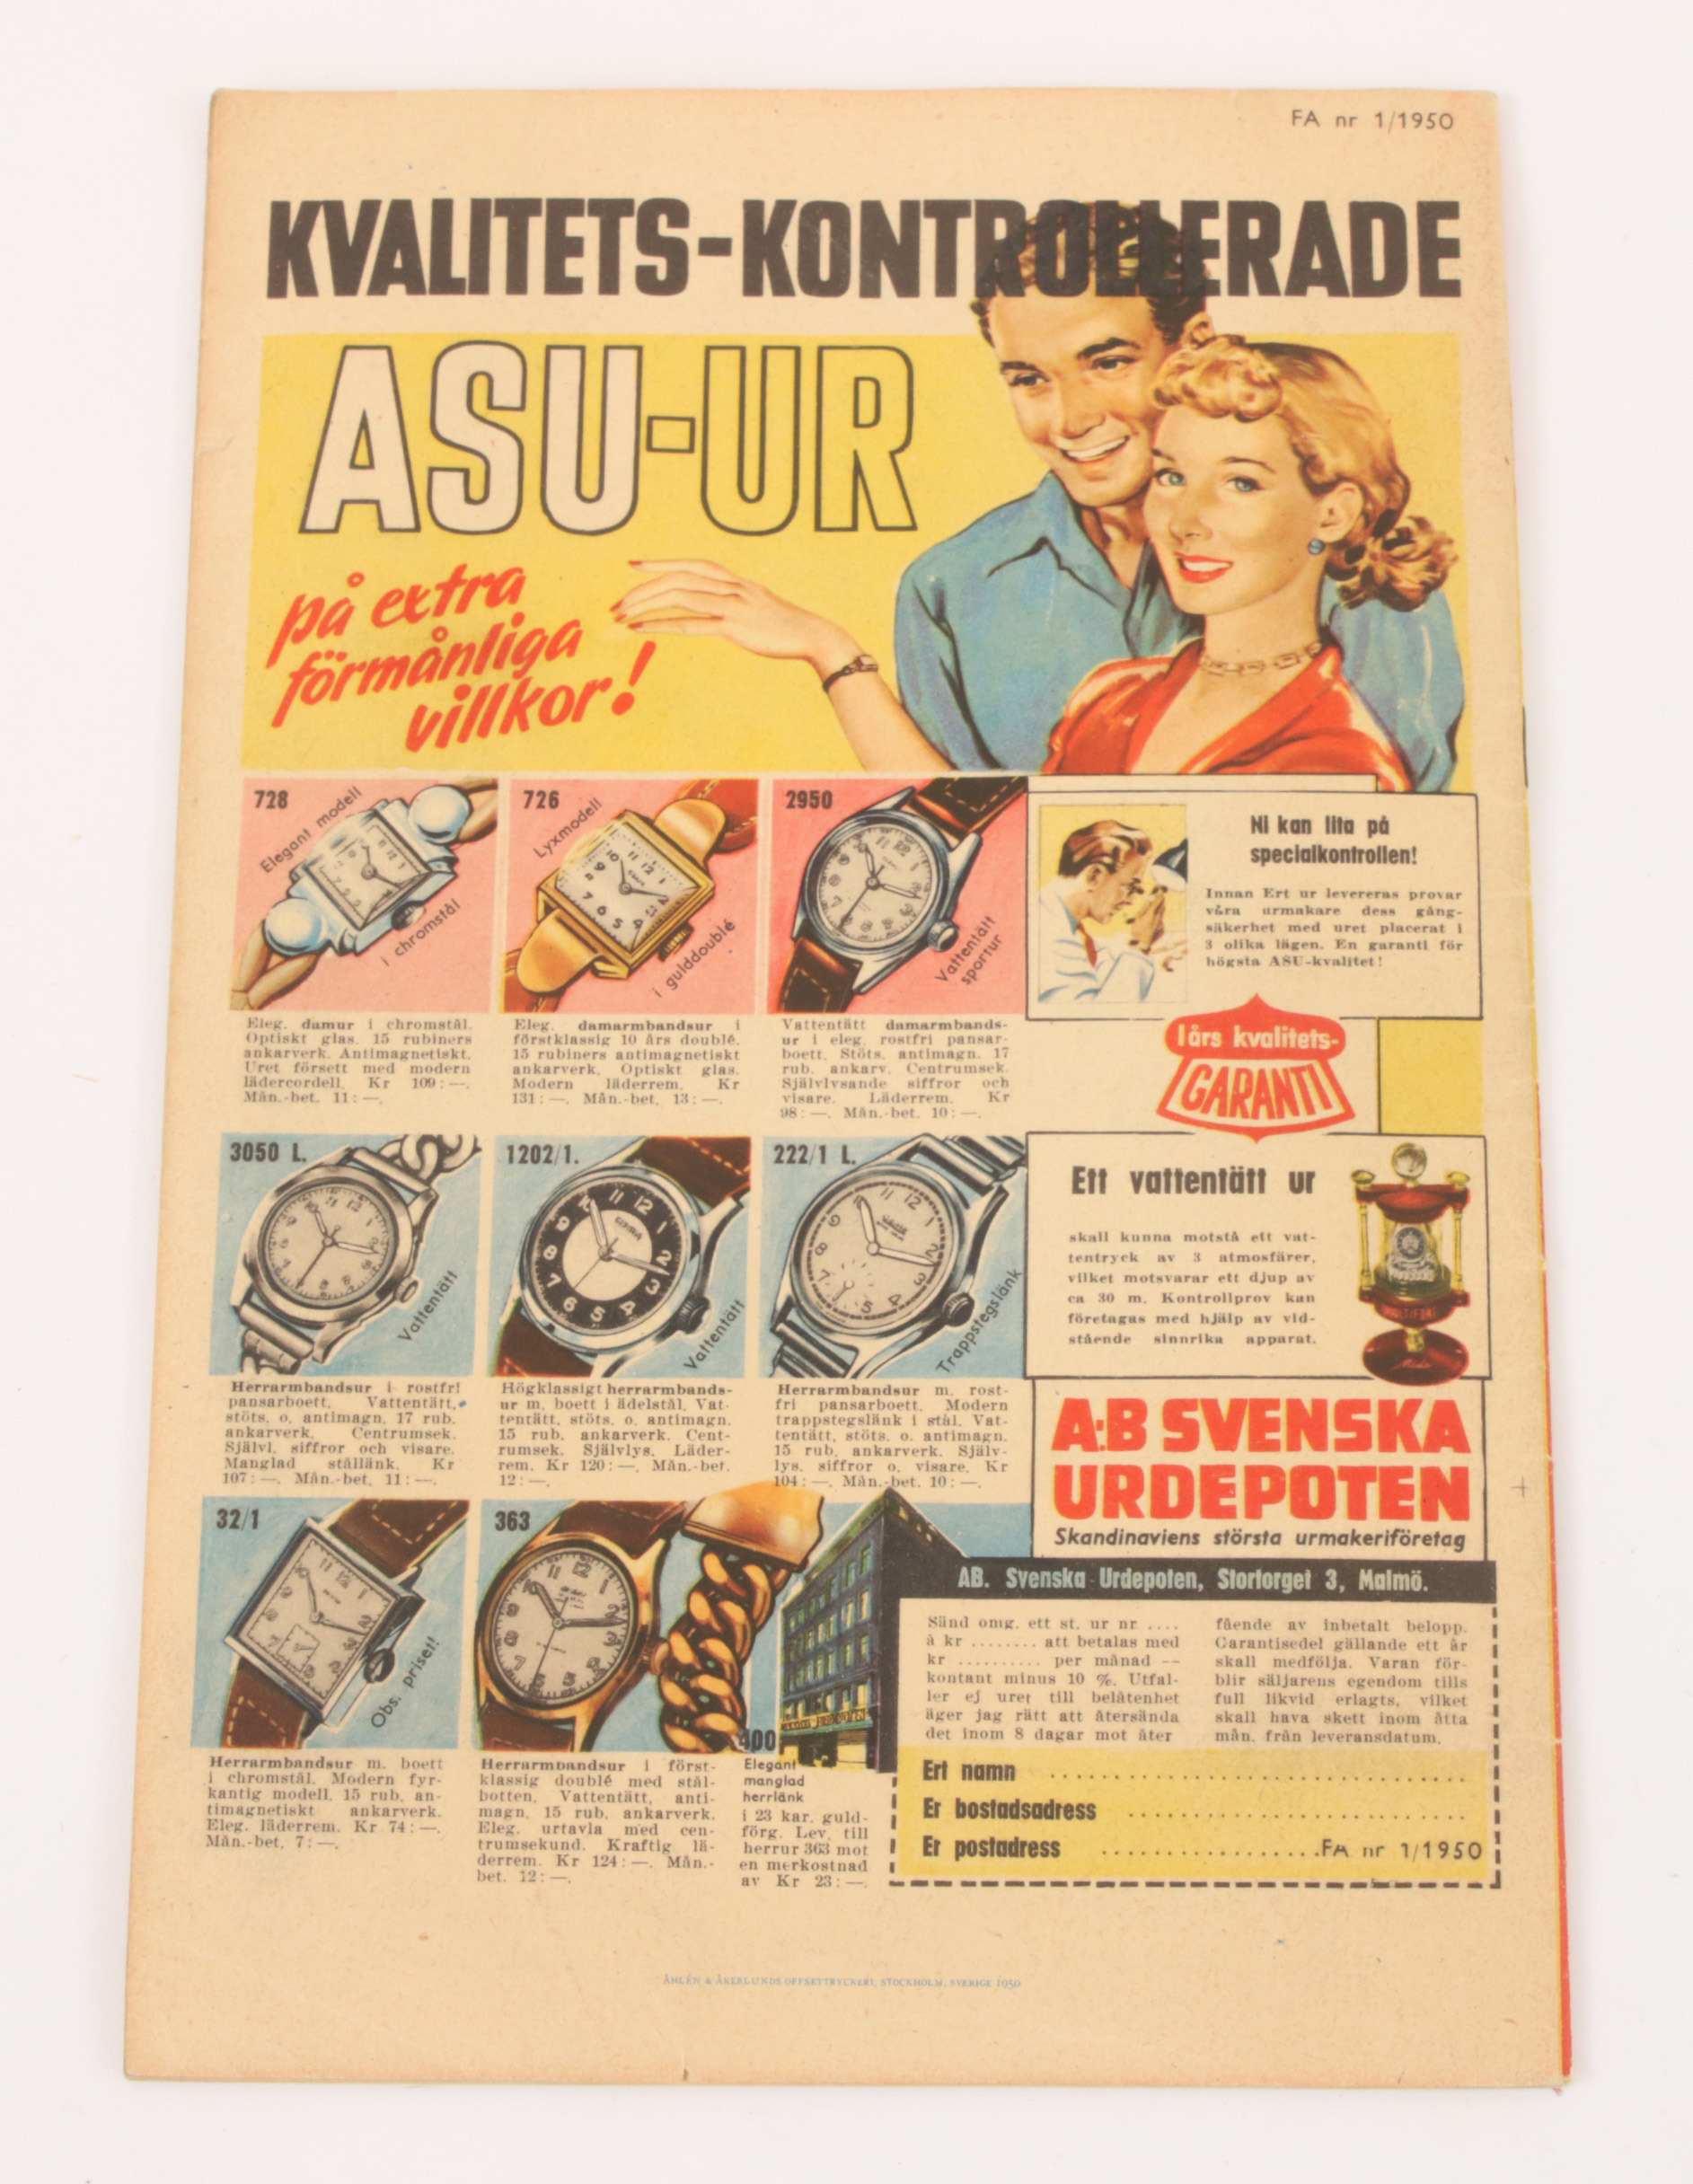 FA nr 1/1950
KVALITETS-KONTROLLERADE
ASU-UR
på extra
förmånliga
villkor!
728
Elegant modell
i chromstål
726
Lyxmodell
i gulddoublé
2950
Vattentätt
sportur
Eleg. damur i chromstål.
Optiskt glas. 15 rubiners
ankarverk. Antimagnetiskt.
Uret försett med modern
lädercordell. Kr 109:—.
Mån.-bet. 11:—.
Eleg. damarmbandsur i
förstklassig 10 års doublé.
15 rubiners antimagnetiskt
ankarverk. Optiskt glas.
Modern läderrem. Kr
131:—. Mån.-bet. 13:—.
Vattentätt damarmbands-
ur i eleg. rostfri pansar-
boett. Stöts. antimagn. 17
rub. ankarv. Centrumsek.
Självlysande siffror och
visare. Läderrem. Kr
98:—. Mån.-bet. 10:—.
Ni kan lita på
specialkontrollen!
Innan Ert ur levereras provar
våra urmakare dess gång-
säkerhet med uret placerat i
3 olika lägen. En garanti för
högsta ASU-kvalitet!
1 års kvalitets-
GARANTI
3050 L.
Vattentätt
1202/1.
Vattentätt
222/1 L.
Trappstegslänk
Herrarmbandsur i rostfri
pansarboett. Vattentätt,
stöts. o. antimagn. 17 rub.
ankarverk. Centrumsek.
Självl. siffror och visare.
Manglad stållänk. Kr
107:—. Mån.-bet. 11:—.
Högklassigt herrarmbands-
ur m. boett i ädelstål. Vat-
tentätt, stöts. o. antimagn.
15 rub. ankarverk. Cent-
rumsek. Självlys. Läder-
rem. Kr 120:—. Mån.-bet.
12:—.
Herrarmbandsur m. rost-
fri pansarboett. Modern
trappstegslänk i stål. Vat-
tentätt, stöts. o. antimagn.
15 rub. ankarverk. Själv-
lys. siffror o. visare. Kr
104:—. Mån.-bet. 10:—.
Ett vattentätt ur
skall kunna motstå ett vat-
tentryck av 3 atmosfärer,
vilket motsvarar ett djup av
ca 30 m. Kontrollprov kan
företagas med hjälp av vid-
stående sinnrika apparat.
A:B SVENSKA
URDEPOTEN
Skandinaviens största urmakeriföretag
32/1
Obs. priset!
363
400
Herrarmbandsur m. boett
i chromstål. Modern fyr-
kantig modell. 15 rub. an-
timagnetiskt ankarverk.
Eleg. läderrem. Kr 74:—.
Mån.-bet. 7:—.
Herrarmbandsur i först-
klassig doublé med stål-
botten. Vattentätt, anti-
magn. 15 rub. ankarverk.
Eleg. urtavla med cen-
trumsekund. Kraftig lä-
derrem. Kr 124:—. Mån.-
bet. 12:—.
Elegant
manglad
herrlänk
i 23 kar. guld-
förg. Lev. till
herrur 363 mot
en merkostnad
av Kr 23:—.
AB. Svenska Urdepoten, Stortorget 3, Malmö.
Sänd omg. ett st. ur nr ....
à kr ........ att betalas med
kr .......... per månad --
kontant minus 10 %. Utfal-
ler ej uret till belåtenhet
äger jag rätt att återsända
det inom 8 dagar mot åter
fående av inbetalt belopp.
Garantisedel gällande ett år
skall medfölja. Varan för-
blir säljarens egendom tills
full likvid erlagts, vilket
skall hava skett inom åtta
mån. från leveransdatum.
Ert namn ................................
Er bostadsadress ..........................
Er postadress .................FA nr 1/1950
ÅHLÉN & ÅKERLUNDS OFFSETTRYCKERI, STOCKHOLM, SVERIGE 1950